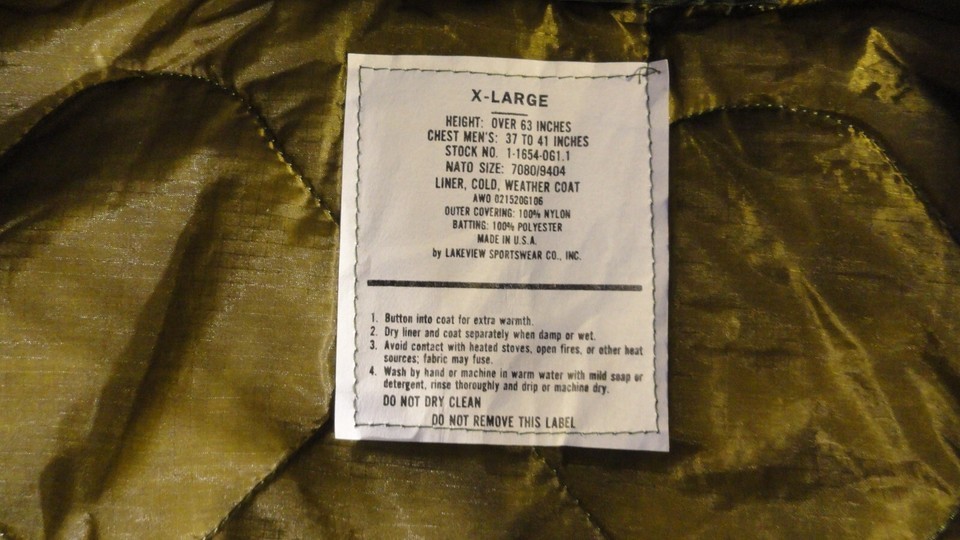 X-LARGE
HEIGHT: OVER 63 INCHES
CHEST MEN'S: 37 TO 41 INCHES
STOCK NO. 1-1654-0G1.1
NATO SIZE: 7080/9404
LINER, COLD, WEATHER COAT
AWO 021520G106
OUTER COVERING: 100% NYLON
BATTING: 100% POLYESTER
MADE IN U.S.A.
by LAKEVIEW SPORTSWEAR CO., INC.
1. Button into coat for extra warmth.
2. Dry liner and coat separately when damp or wet.
3. Avoid contact with heated stoves, open fires, or other heat
sources; fabric may fuse.
4. Wash by hand or machine in warm water with mild soap or
detergent, rinse thoroughly and drip or machine dry.
DO NOT DRY CLEAN
DO NOT REMOVE THIS LABEL